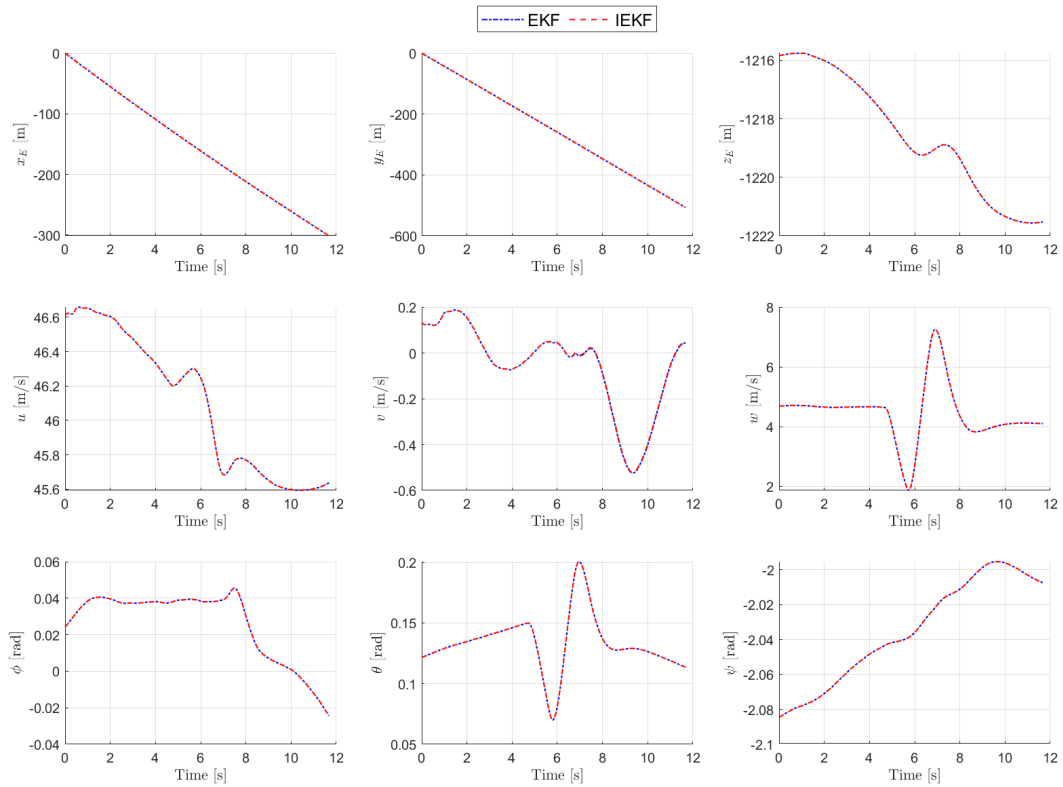 EKF IEKF
0
-100
-200
-300
x_E [m]
0 2 4 6 8 10 12
Time [s]
0
-200
-400
-600
y_E [m]
0 2 4 6 8 10 12
Time [s]
-1216
-1218
-1220
-1222
z_E [m]
0 2 4 6 8 10 12
Time [s]
46.6
46.4
46.2
46
45.8
45.6
u [m/s]
0 2 4 6 8 10 12
Time [s]
0.2
0
-0.2
-0.4
-0.6
v [m/s]
0 2 4 6 8 10 12
Time [s]
8
6
4
2
w [m/s]
0 2 4 6 8 10 12
Time [s]
0.06
0.04
0.02
0
-0.02
-0.04
ϕ [rad]
0 2 4 6 8 10 12
Time [s]
0.2
0.15
0.1
0.05
θ [rad]
0 2 4 6 8 10 12
Time [s]
-2
-2.02
-2.04
-2.06
-2.08
-2.1
ψ [rad]
0 2 4 6 8 10 12
Time [s]